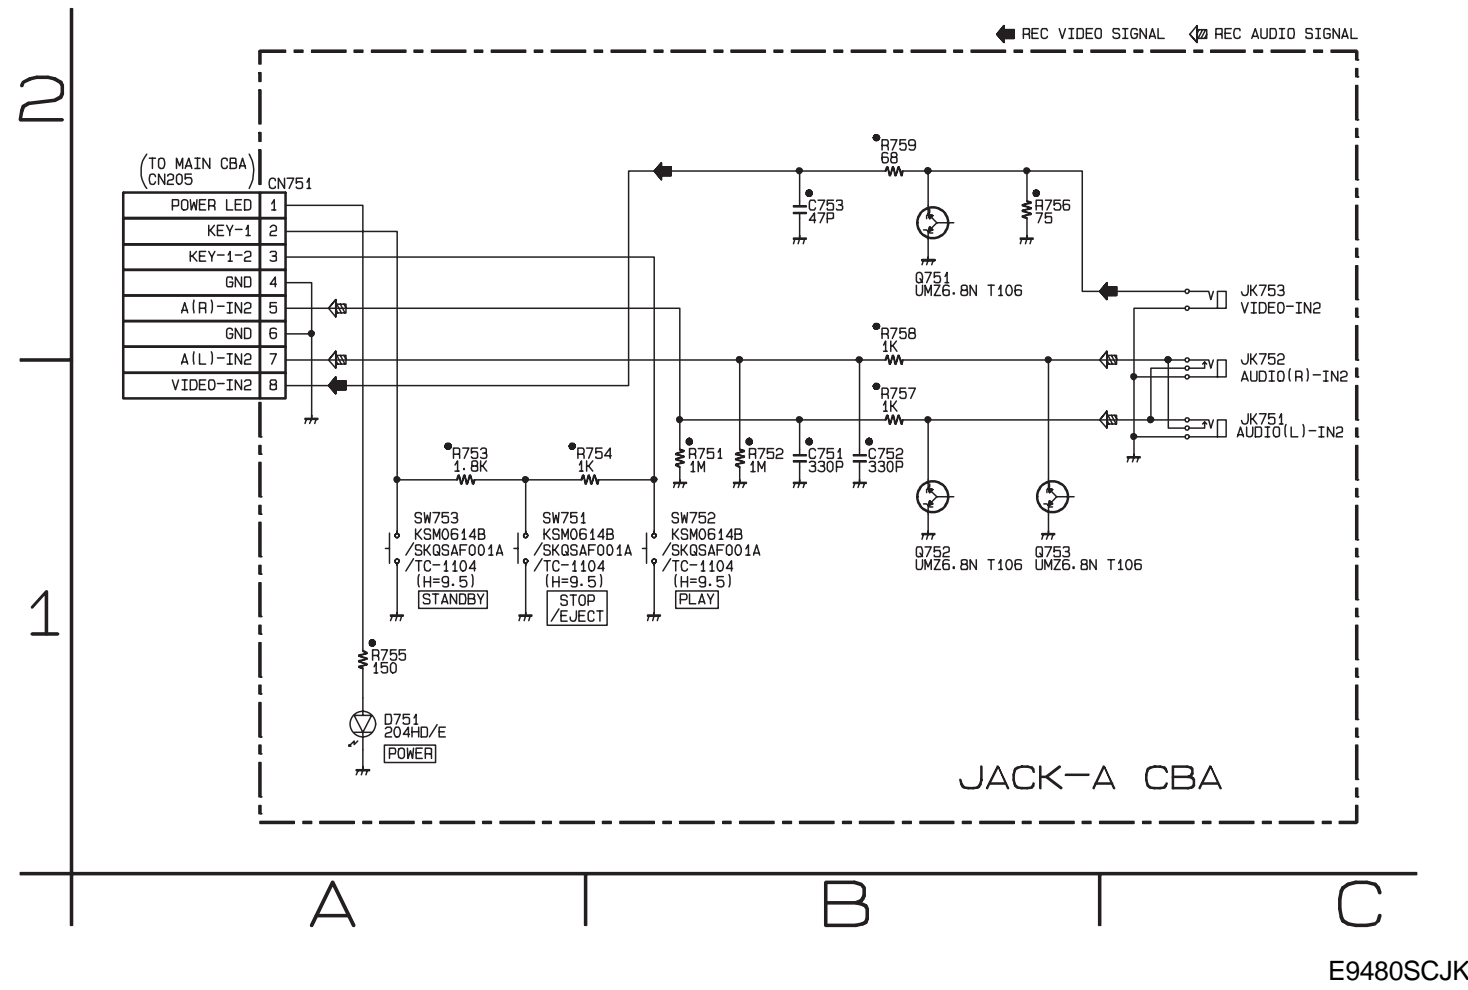 REC VIDEO SIGNAL
REC AUDIO SIGNAL
2
(TO MAIN CBA)
(CN205)
CN751
POWER LED 1
KEY-1 2
KEY-1-2 3
GND 4
A(R)-IN2 5
GND 6
A(L)-IN2 7
VIDEO-IN2 8
R759
68
C753
47P
R756
75
Q751
UMZ6.8N T106
JK753
VIDEO-IN2
R758
1K
JK752
AUDIO(R)-IN2
R757
1K
JK751
AUDIO(L)-IN2
R753
1.8K
R754
1K
R751
1M
R752
1M
C751
330P
C752
330P
SW753
KSM0614B
/SKQSAF001A
/TC-1104
(H=9.5)
STANDBY
SW751
KSM0614B
/SKQSAF001A
/TC-1104
(H=9.5)
STOP
/EJECT
SW752
KSM0614B
/SKQSAF001A
/TC-1104
(H=9.5)
PLAY
Q752
UMZ6.8N T106
Q753
UMZ6.8N T106
1
R755
150
D751
204HD/E
POWER
JACK-A CBA
A
B
C
E9480SCJK